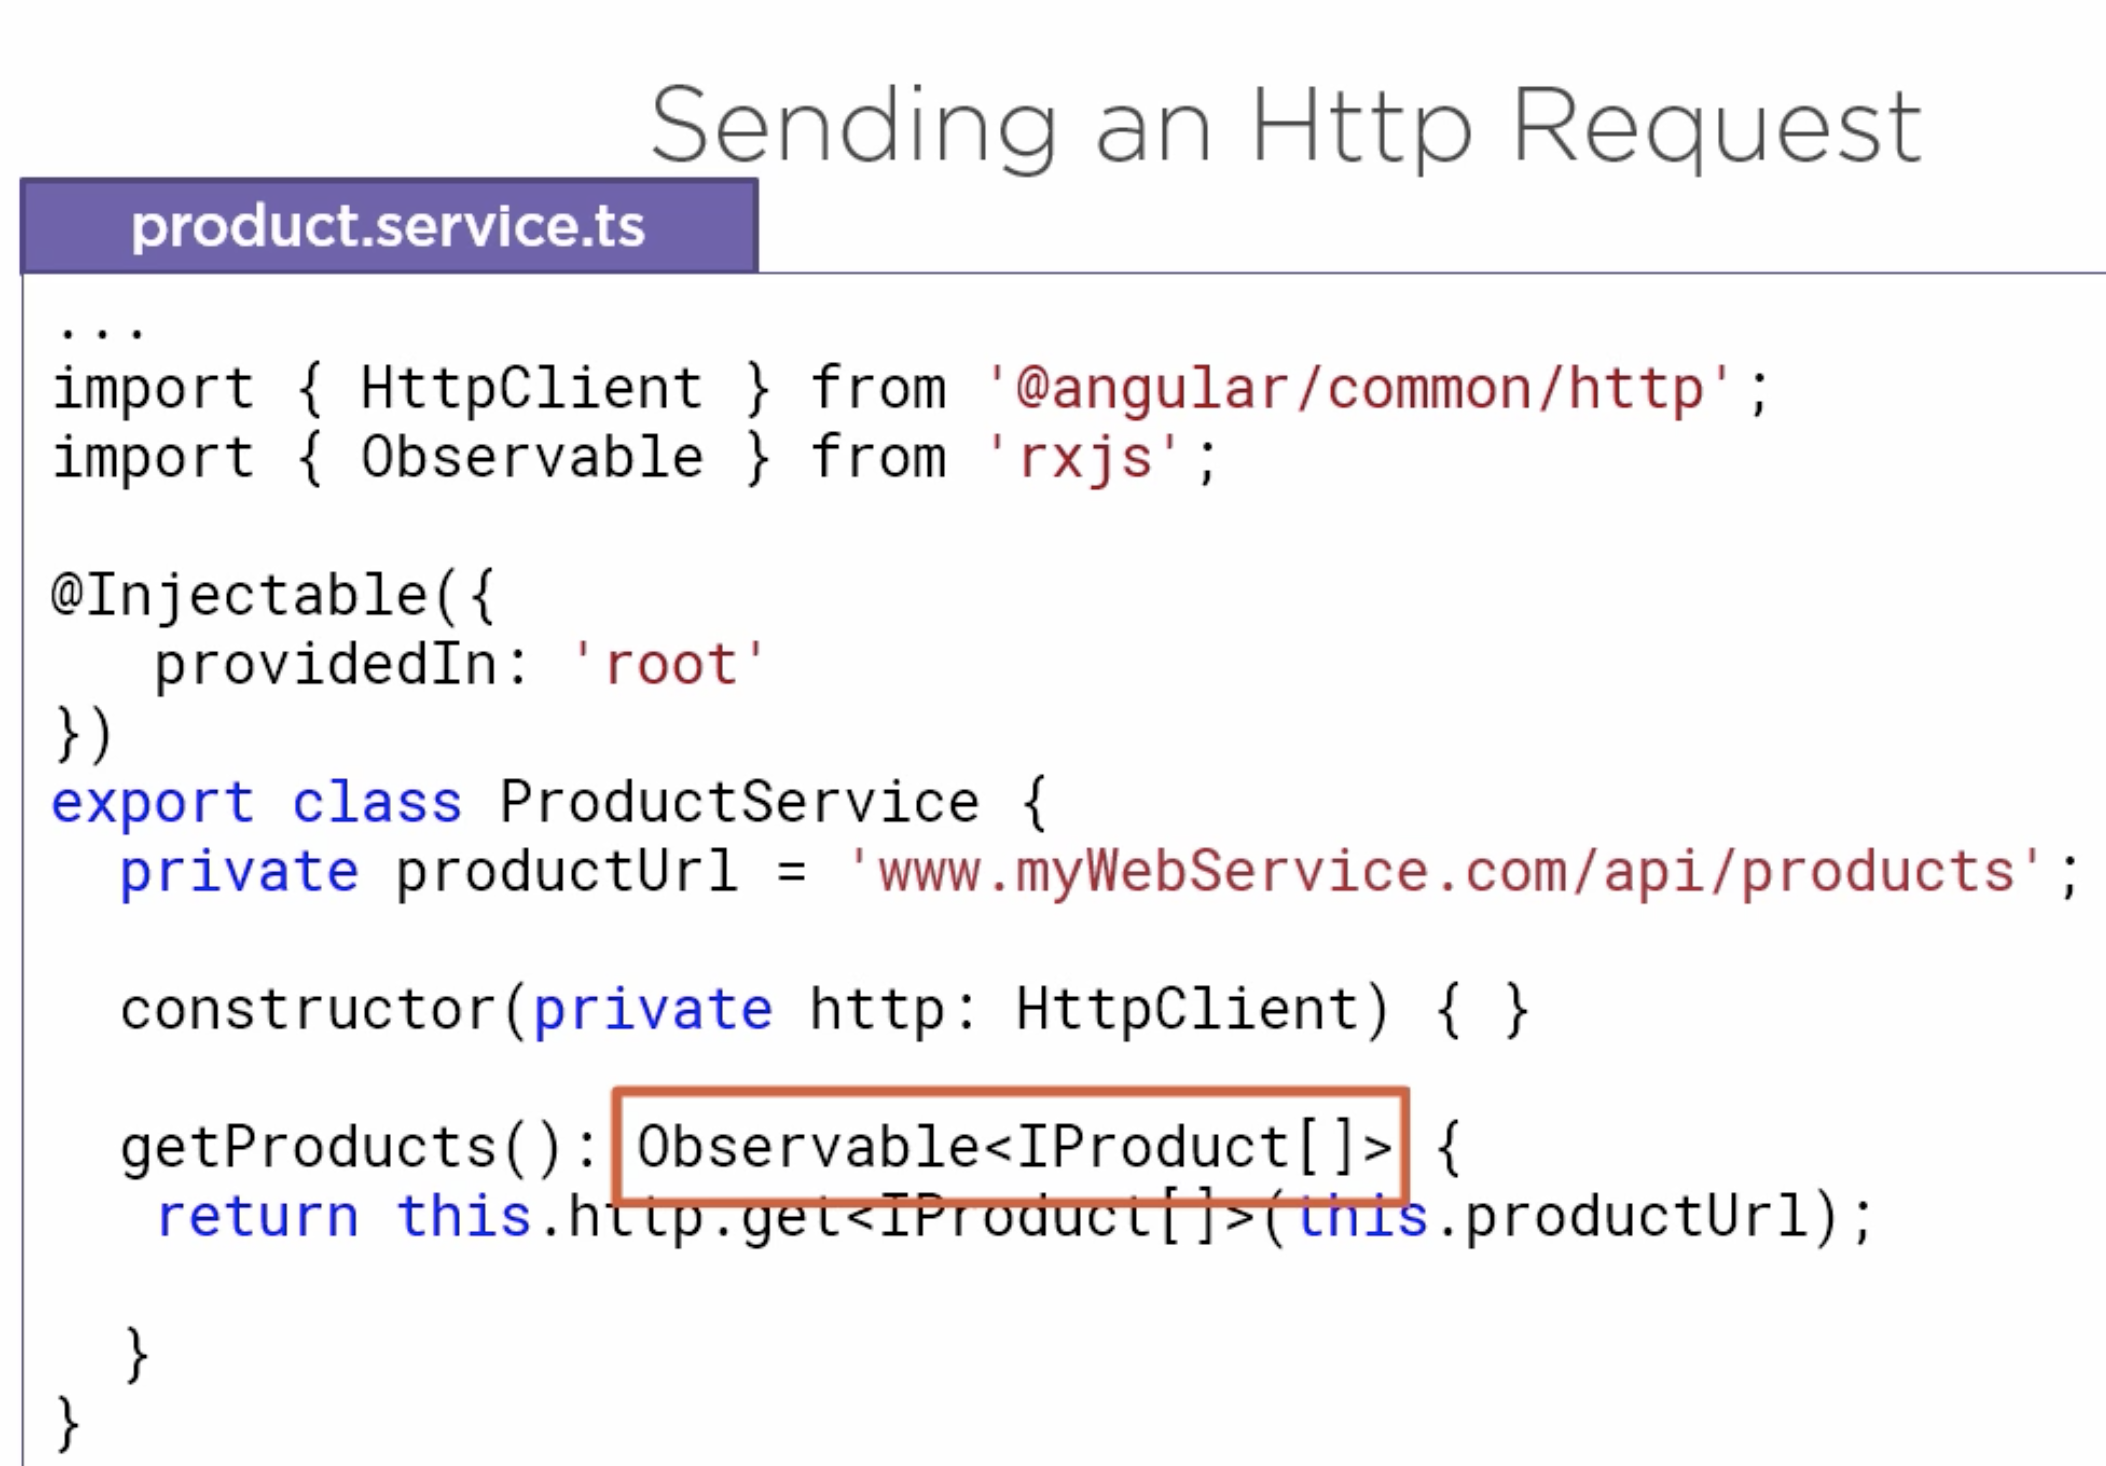 Sending an Http Request
product.service.ts
...
import { HttpClient } from '@angular/common/http';
import { Observable } from 'rxjs';
@Injectable({
providedIn: 'root'
})
export class ProductService {
private productUrl = 'www.myWebService.com/api/products';
constructor(private http: HttpClient) { }
getProducts(): Observable<IProduct[]> {
return this.http.get<IProduct[]>(this.productUrl);
}
}